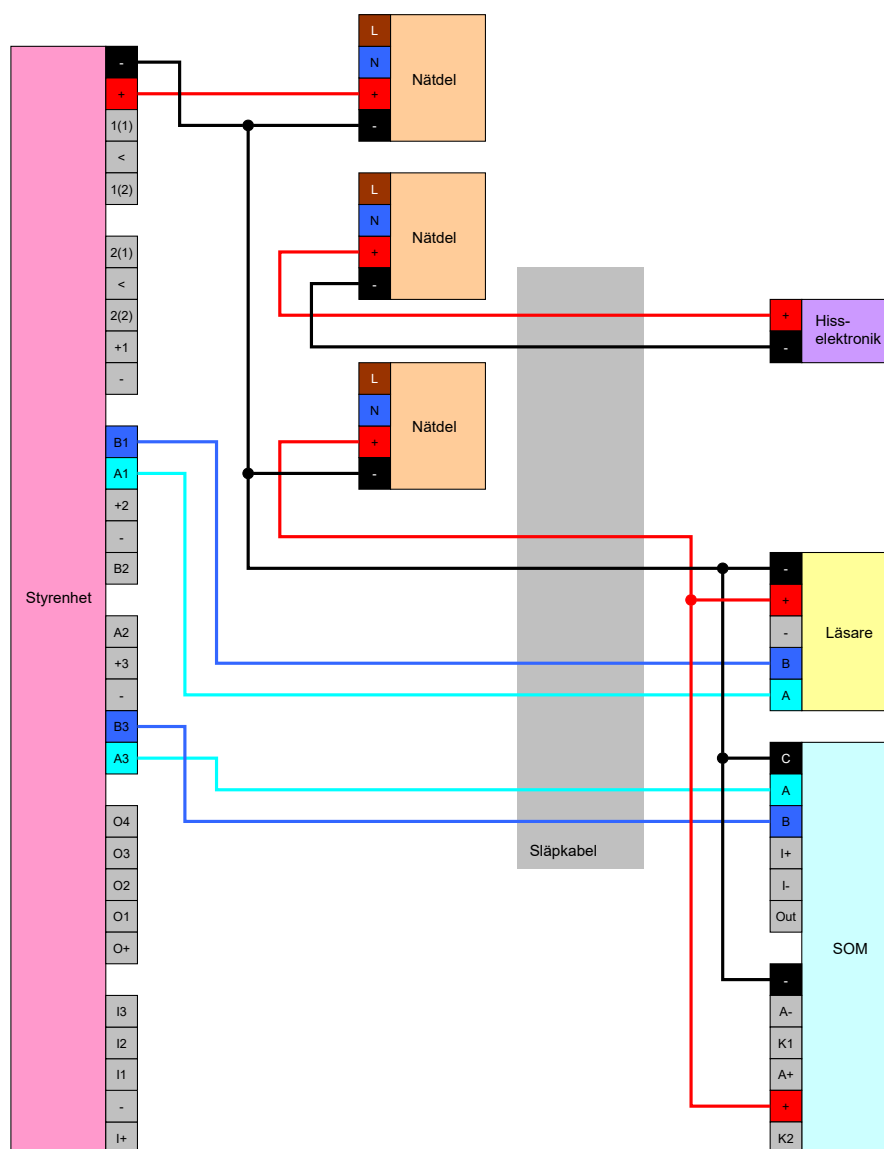 Styrenhet
-
+
1(1)
<
1(2)
2(1)
<
2(2)
+1
-
B1
A1
+2
-
B2
A2
+3
-
B3
A3
O4
O3
O2
O1
O+
I3
I2
I1
-
I+
L
N
+
-
Nätdel
L
N
+
-
Nätdel
L
N
+
-
Nätdel
Släpkabel
+
-
Hiss-
elektronik
-
+
-
B
A
Läsare
C
A
B
I+
I-
Out
-
A-
K1
A+
+
K2
SOM